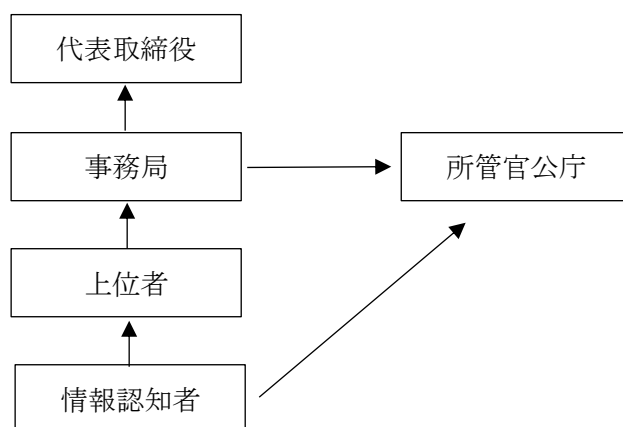 代表取締役
事務局
所管官公庁
上位者
情報認知者